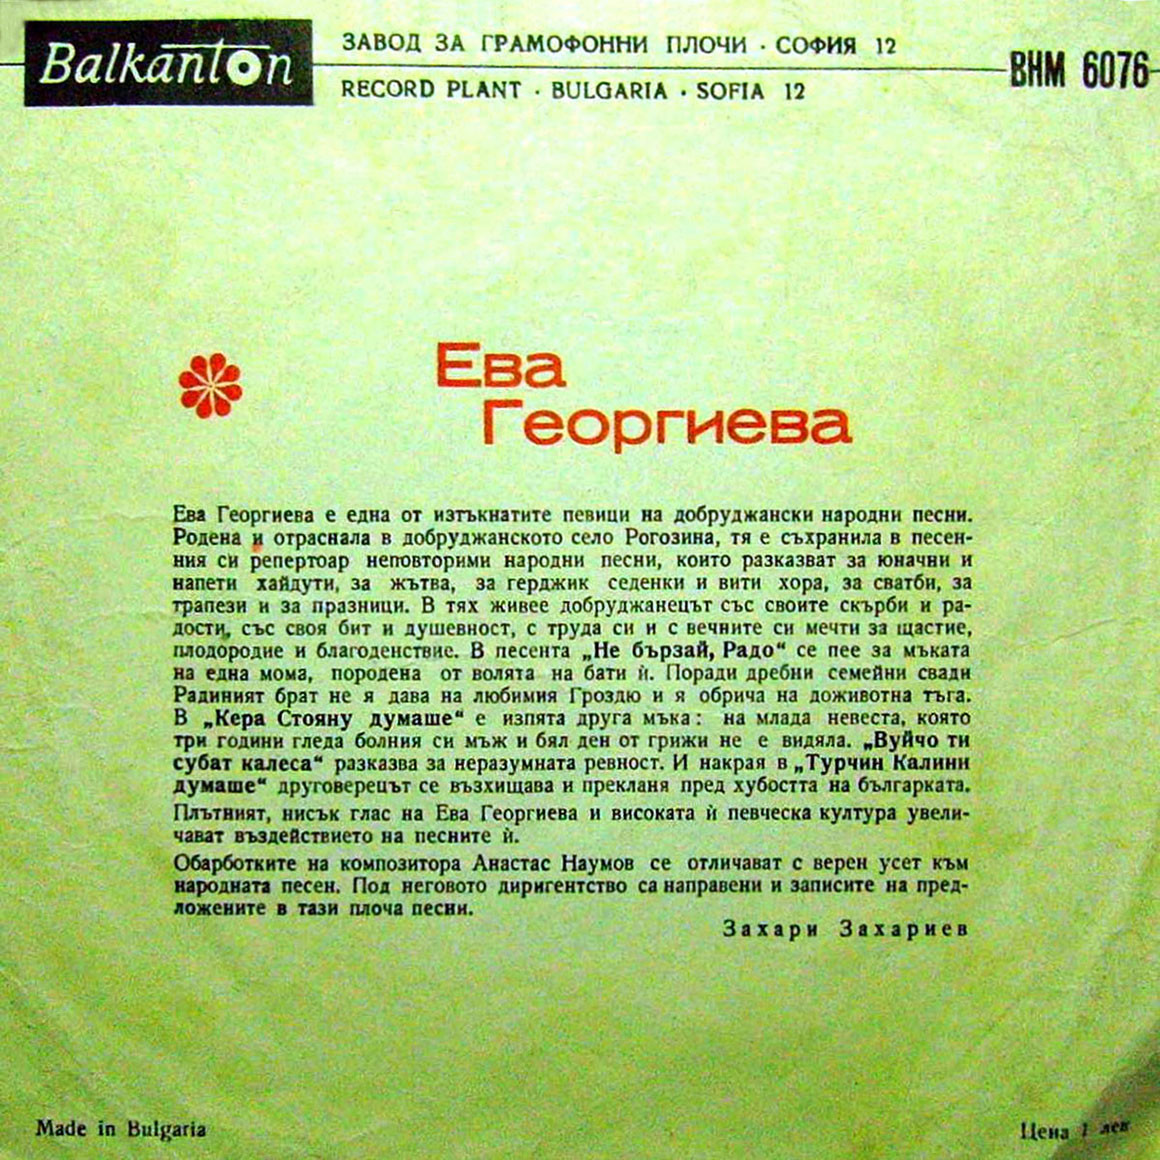 Balkanton
ЗАВОД ЗА ГРАМОФОННИ ПЛОЧИ · СОФИЯ 12
RECORD PLANT · BULGARIA · SOFIA 12
ВНМ 6076
Ева
Георгиева
Ева Георгиева е една от изтъкнатите певици на добруджански народни песни.
Родена и отраснала в добруджанското село Рогозина, тя е съхранила в песен-
ния си репертоар неповторими народни песни, които разказват за юначни и
напети хайдути, за жътва, за герджик седенки и вити хора, за сватби, за
трапези и за празници. В тях живее добруджанецът със своите скърби и ра-
дости, със своя бит и душевност, с труда си и с вечните си мечти за щастие,
плодородие и благоденствие. В песента „Не бързай, Радо“ се пее за мъката
на една мома, породена от волята на бати ѝ. Поради дребни семейни свади
Радиният брат не я дава на любимия Гроздю и я обрича на доживотна тъга.
В „Кера Стояну думаше“ е изпята друга мъка: на млада невеста, която
три години гледа болния си мъж и бял ден от грижи не е видяла. „Вуйчо ти
субат калеса“ разказва за неразумната ревност. И накрая в „Турчин Калини
думаше“ друговерецът се възхищава и прекланя пред хубостта на българката.
Плътният, нисък глас на Ева Георгиева и високата ѝ певческа култура увели-
чават въздействието на песните ѝ.
Обарботките на композитора Анастас Наумов се отличават с верен усет към
народната песен. Под неговото диригентство са направени и записите на пред-
ложените в тази плоча песни.
Захари Захариев
Made in Bulgaria
Цена 1 лев